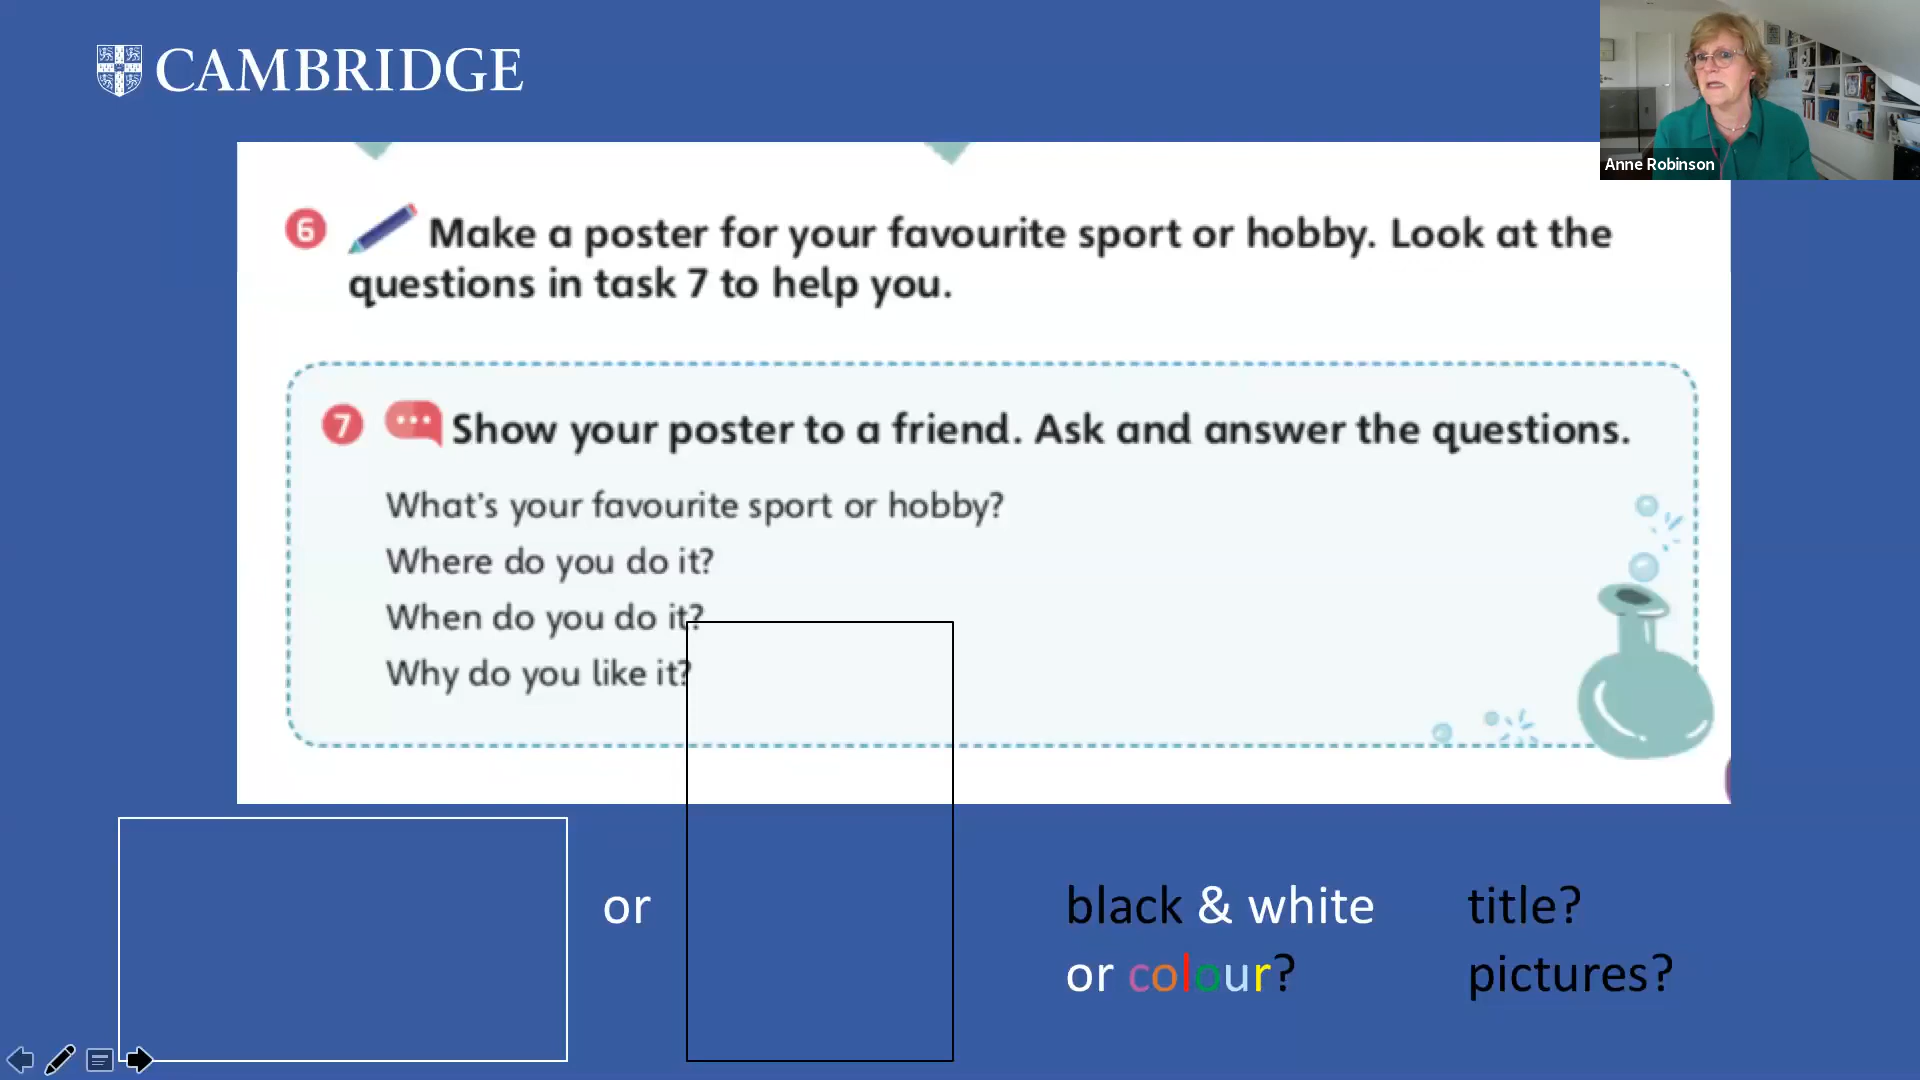 CAMBRIDGE
Anne Robinson
6 Make a poster for your favourite sport or hobby. Look at the
questions in task 7 to help you.
7 Show your poster to a friend. Ask and answer the questions.
What's your favourite sport or hobby?
Where do you do it?
When do you do it?
Why do you like it?
or
black & white
or colour?
title?
pictures?